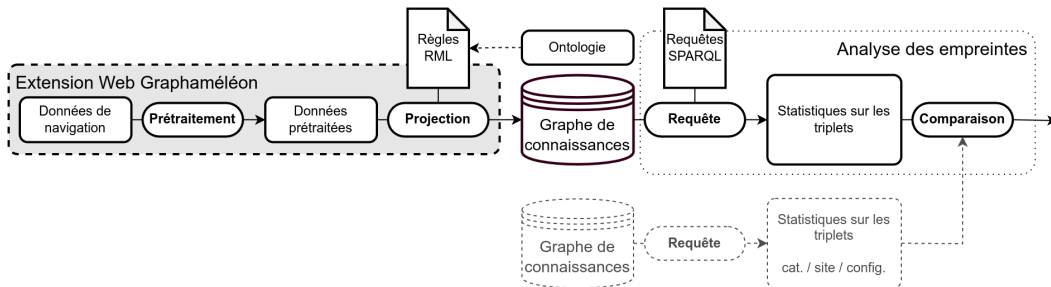 Règles
RML
Ontologie
Requêtes
SPARQL
Analyse des empreintes
Extension Web Graphaméléon
Données de
navigation
Prétraitement
Données
prétraitées
Projection
Graphe de
connaissances
Requête
Statistiques sur les
triplets
Comparaison
Graphe de
connaissances
Requête
Statistiques sur les
triplets
cat. / site / config.